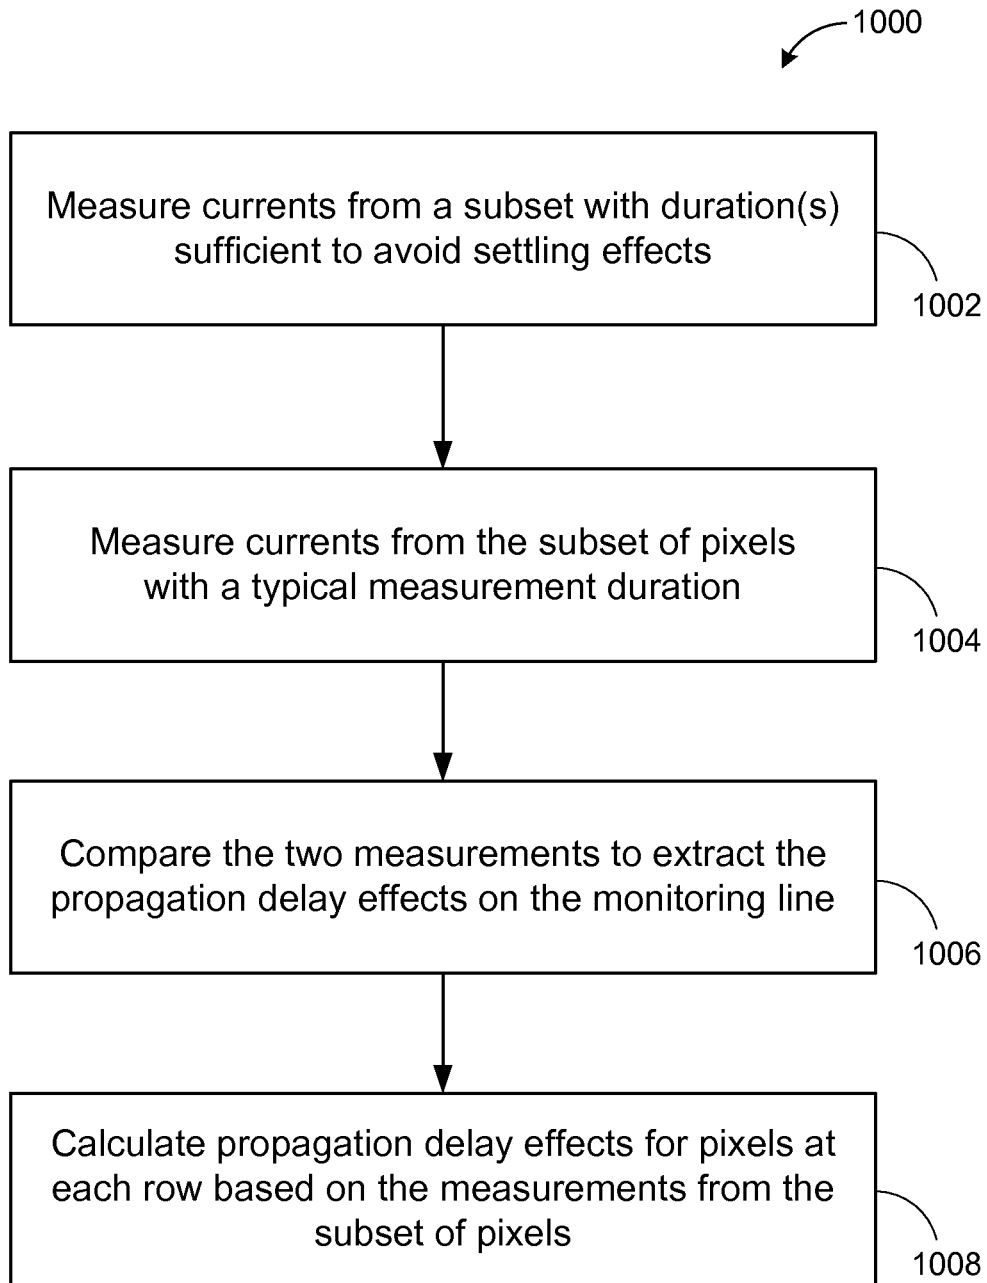 1000
Measure currents from a subset with duration(s)
sufficient to avoid settling effects
1002
Measure currents from the subset of pixels
with a typical measurement duration
1004
Compare the two measurements to extract the
propagation delay effects on the monitoring line
1006
Calculate propagation delay effects for pixels at
each row based on the measurements from the
subset of pixels
1008